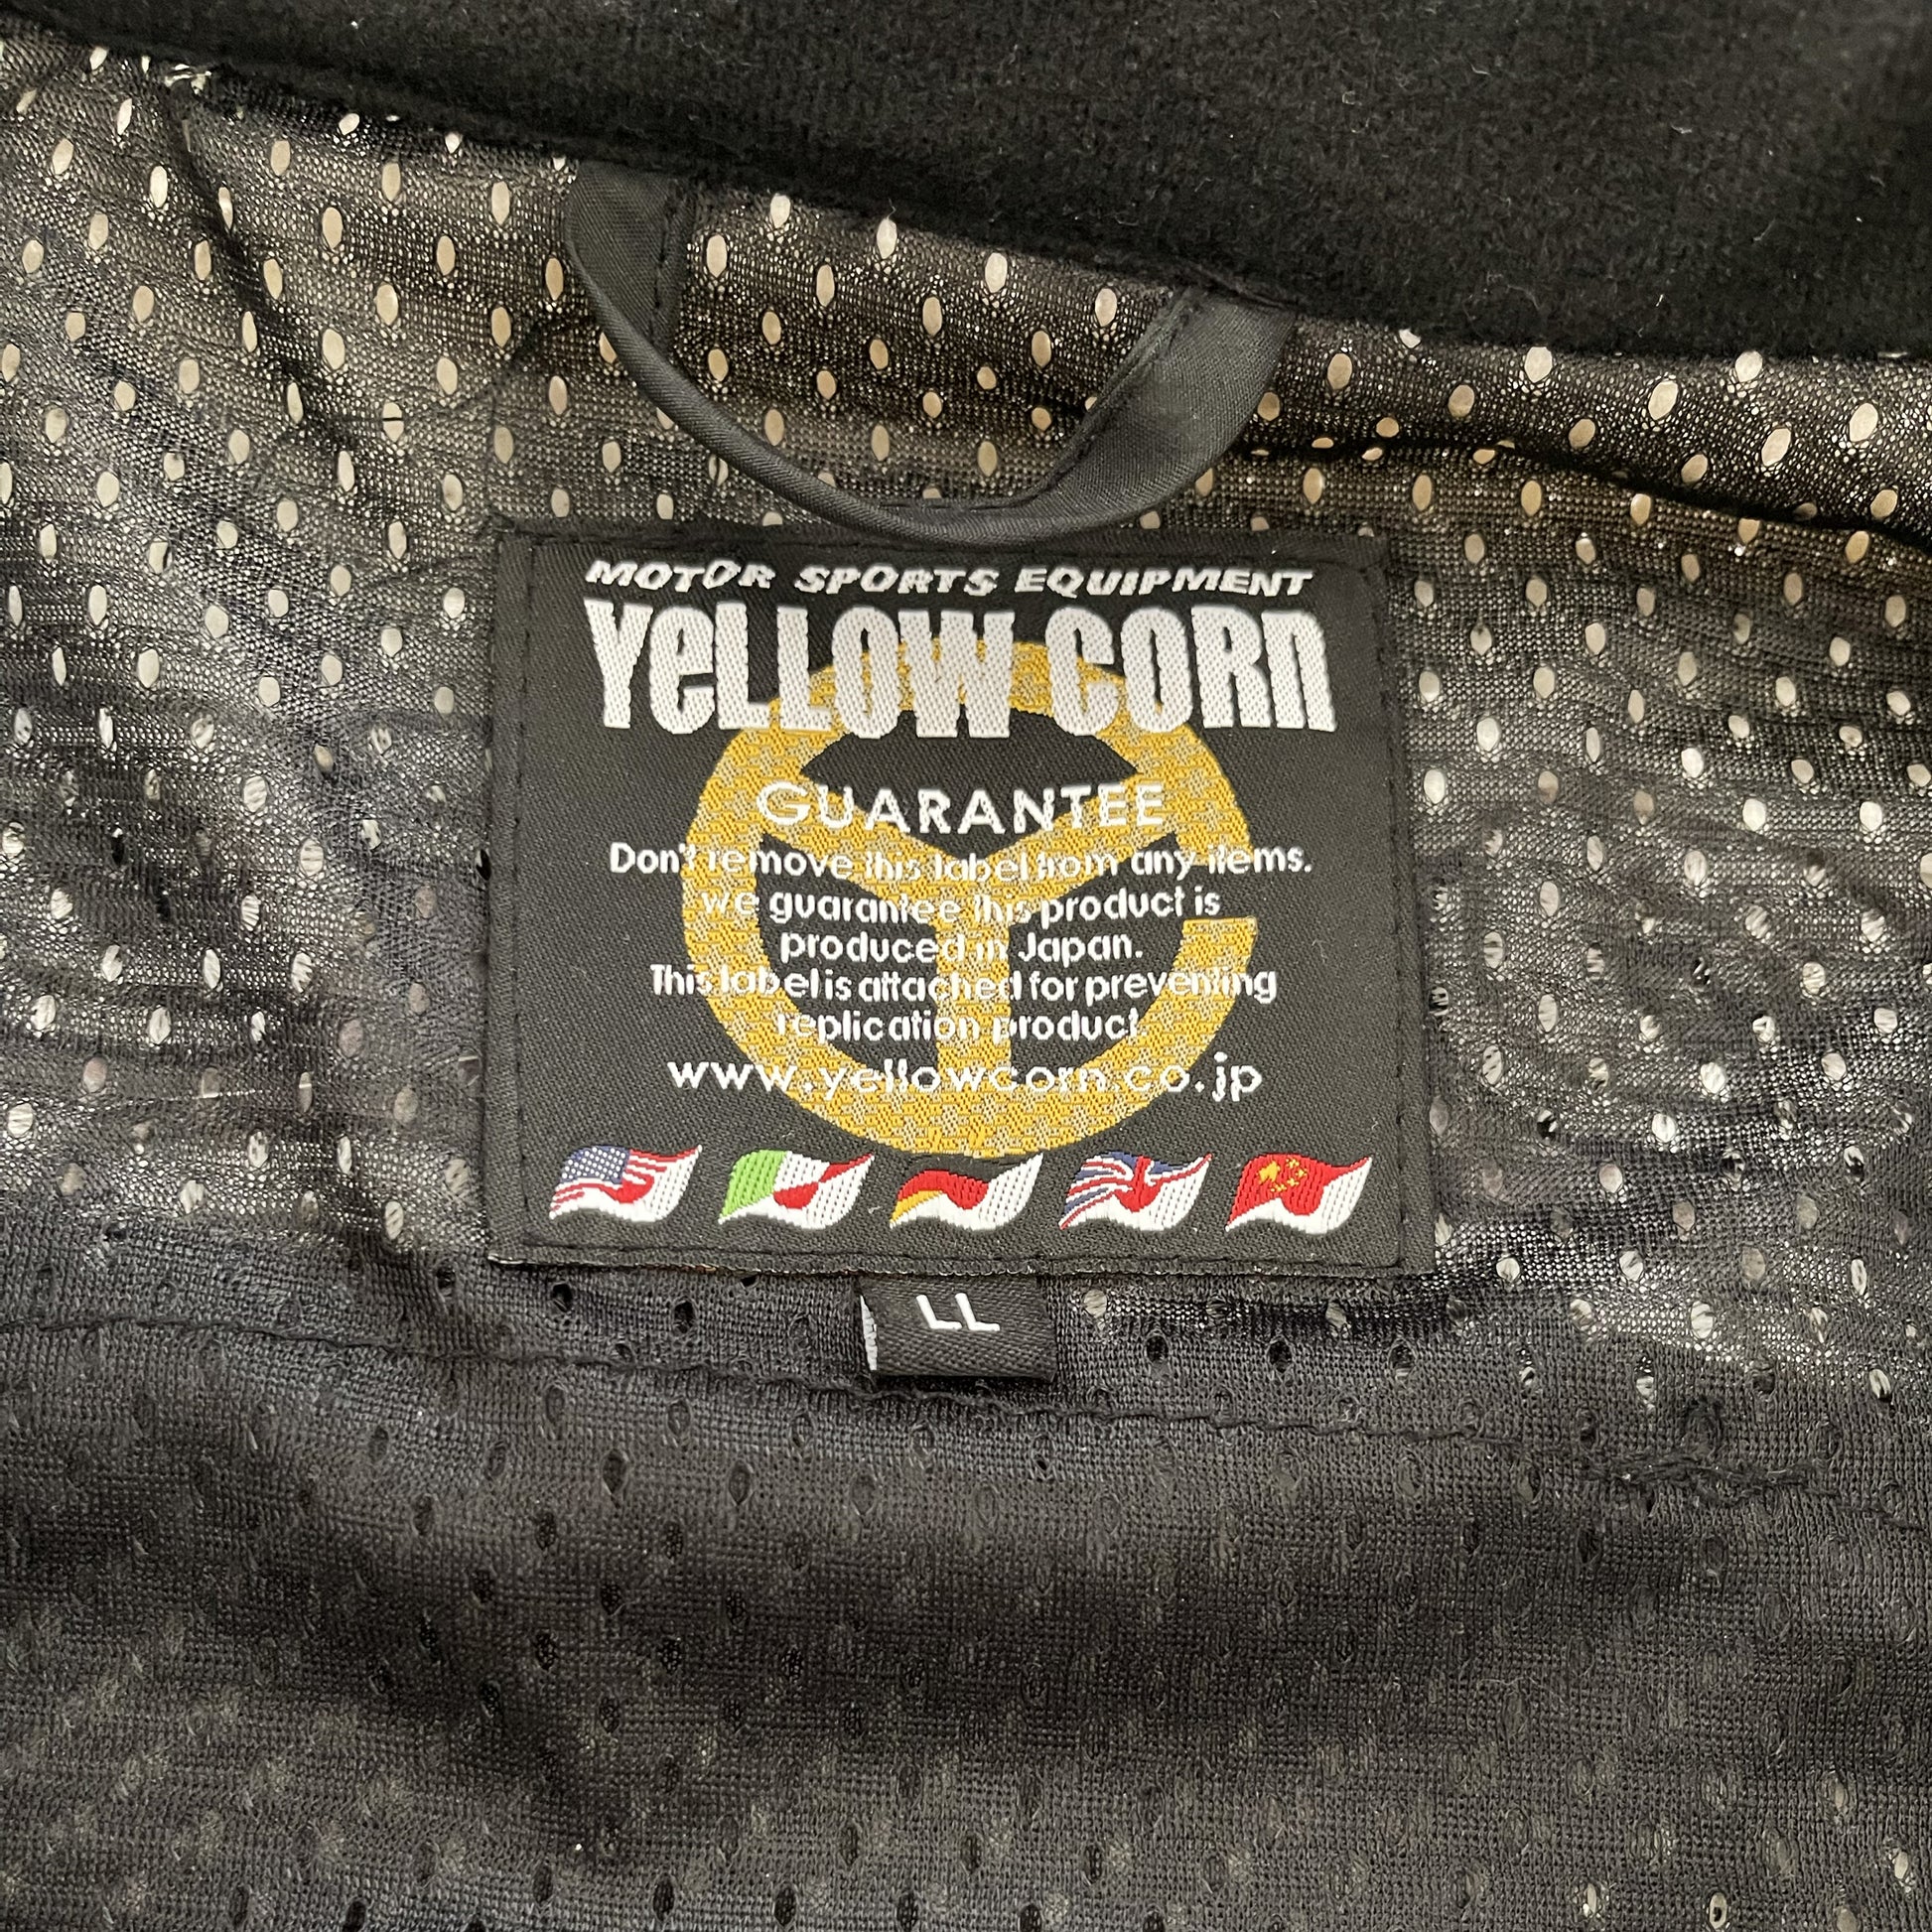 MOTOR SPORTS EQUIPMENT
YeLLOW CORn
GUARANTEE
Don't remove this label from any items.
we guarantee this product is
produced in Japan.
This label is attached for preventing
replication product.
www.yellowcorn.co.jp
LL